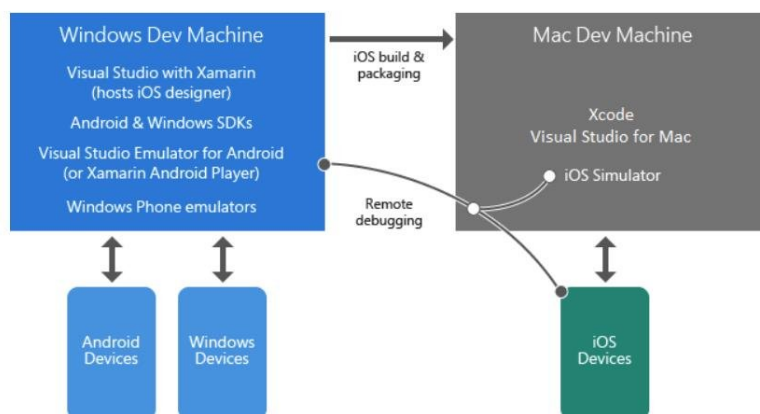 Windows Dev Machine
Visual Studio with Xamarin
(hosts iOS designer)
Android & Windows SDKs
Visual Studio Emulator for Android
(or Xamarin Android Player)
Windows Phone emulators
iOS build &
packaging
Remote
debugging
Mac Dev Machine
Xcode
Visual Studio for Mac
iOS Simulator
Android
Devices
Windows
Devices
iOS
Devices